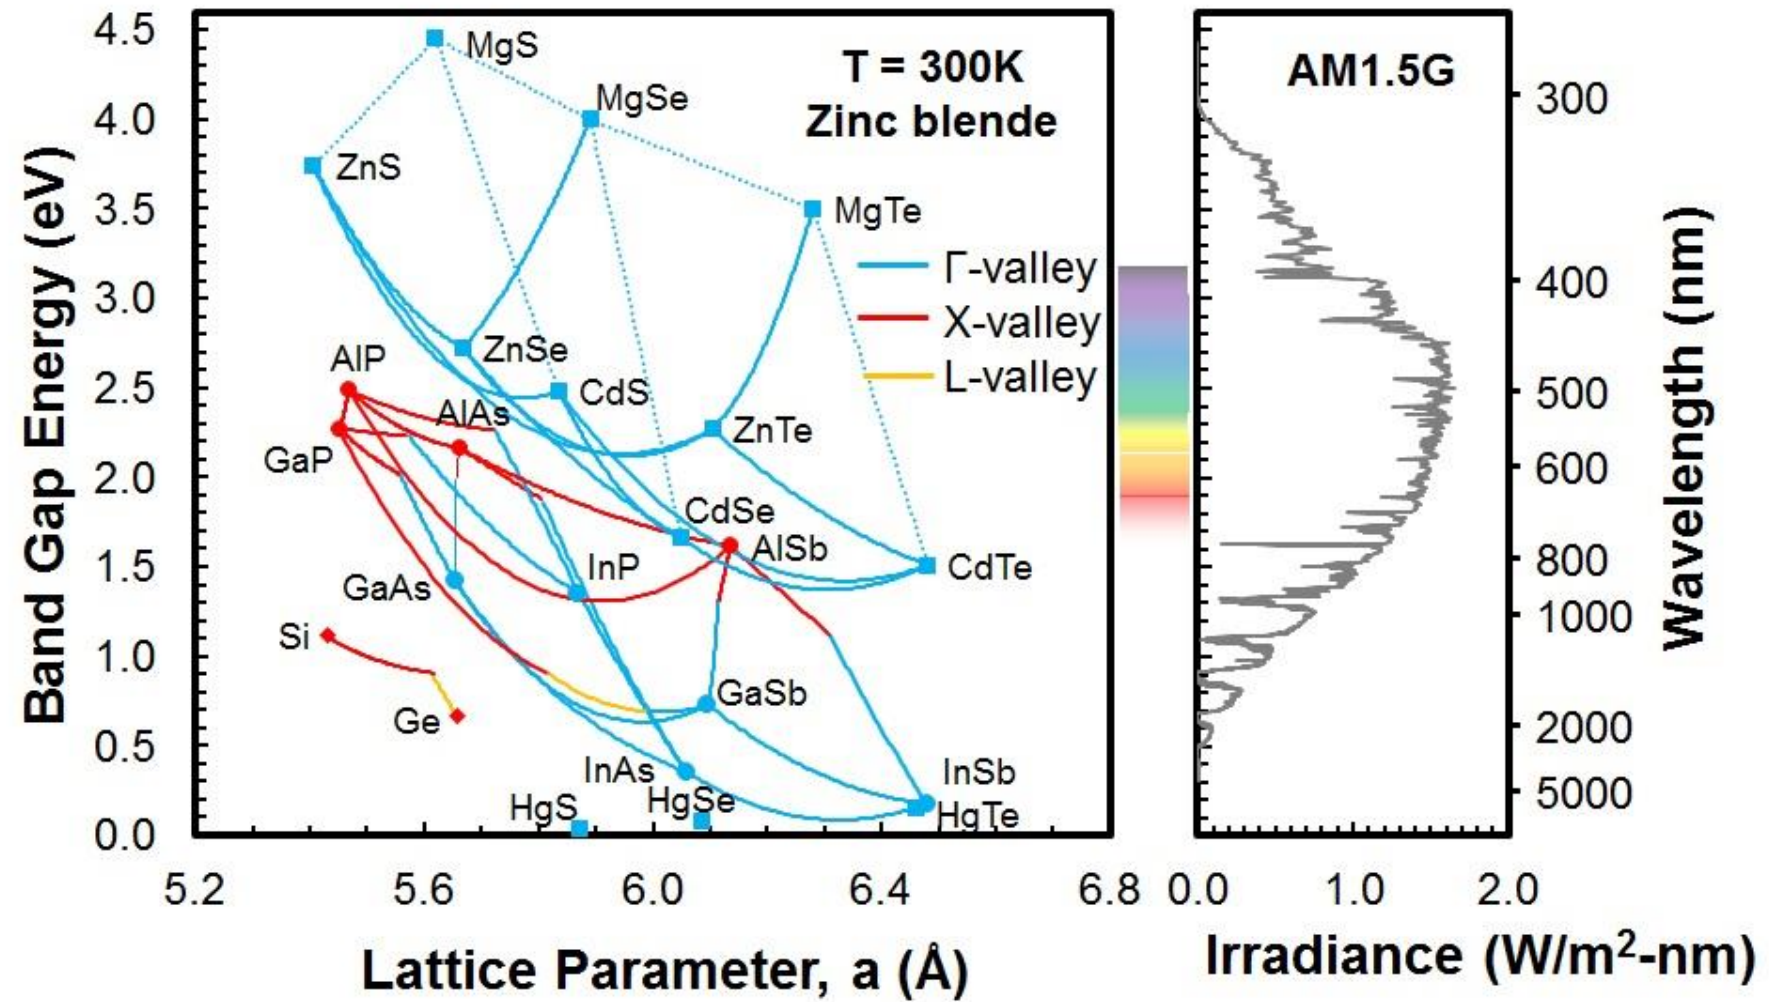 4.5
4.0
3.5
3.0
2.5
2.0
1.5
1.0
0.5
0.0
Band Gap Energy (eV)
5.2
5.6
6.0
6.4
6.8
Lattice Parameter, a (Å)
T = 300K
Zinc blende
MgS
MgSe
ZnS
MgTe
Γ-valley
X-valley
L-valley
ZnSe
AlP
CdS
AlAs
ZnTe
GaP
CdSe
AlSb
InP
CdTe
GaAs
Si
GaSb
Ge
InAs
InSb
HgS
HgSe
HgTe
AM1.5G
300
400
500
600
800
1000
2000
5000
Wavelength (nm)
0.0
1.0
2.0
Irradiance (W/m²-nm)